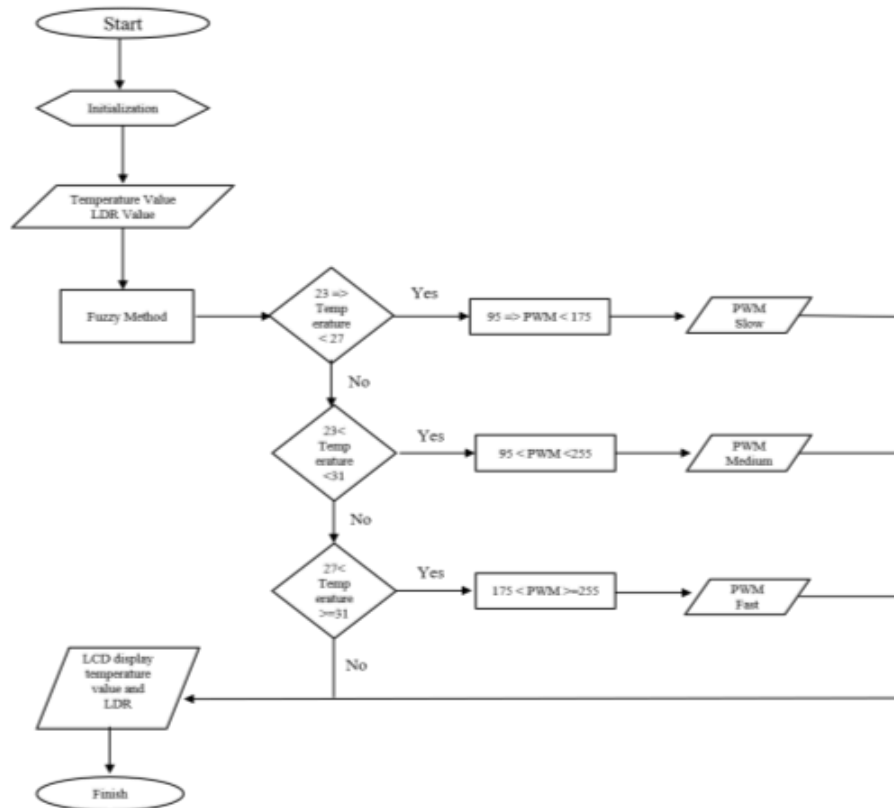 Start
Initialization
Temperature Value
LDR Value
Fuzzy Method
23 =>
Temp
erature
< 27
Yes
95 => PWM < 175
PWM
Slow
No
23<
Temp
erature
<31
Yes
95 < PWM <255
PWM
Medium
No
27<
Temp
erature
>=31
Yes
175 < PWM >=255
PWM
Fast
No
LCD display
temperature
value and
LDR
Finish